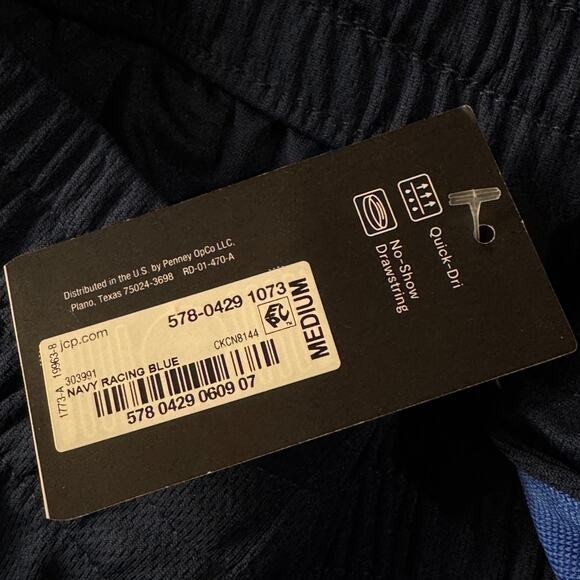 Quick-Dri
No-Show
Drawstring
Distributed in the U.S. by Penney OpCo LLC.
Plano, Texas 75024-3698 RD-01-470-A
jcp.com
578-0429 1073
CKCN8144
303991
NAVY RACING BLUE
578 0429 0609 07
1773-A 19963-8
MEDIUM